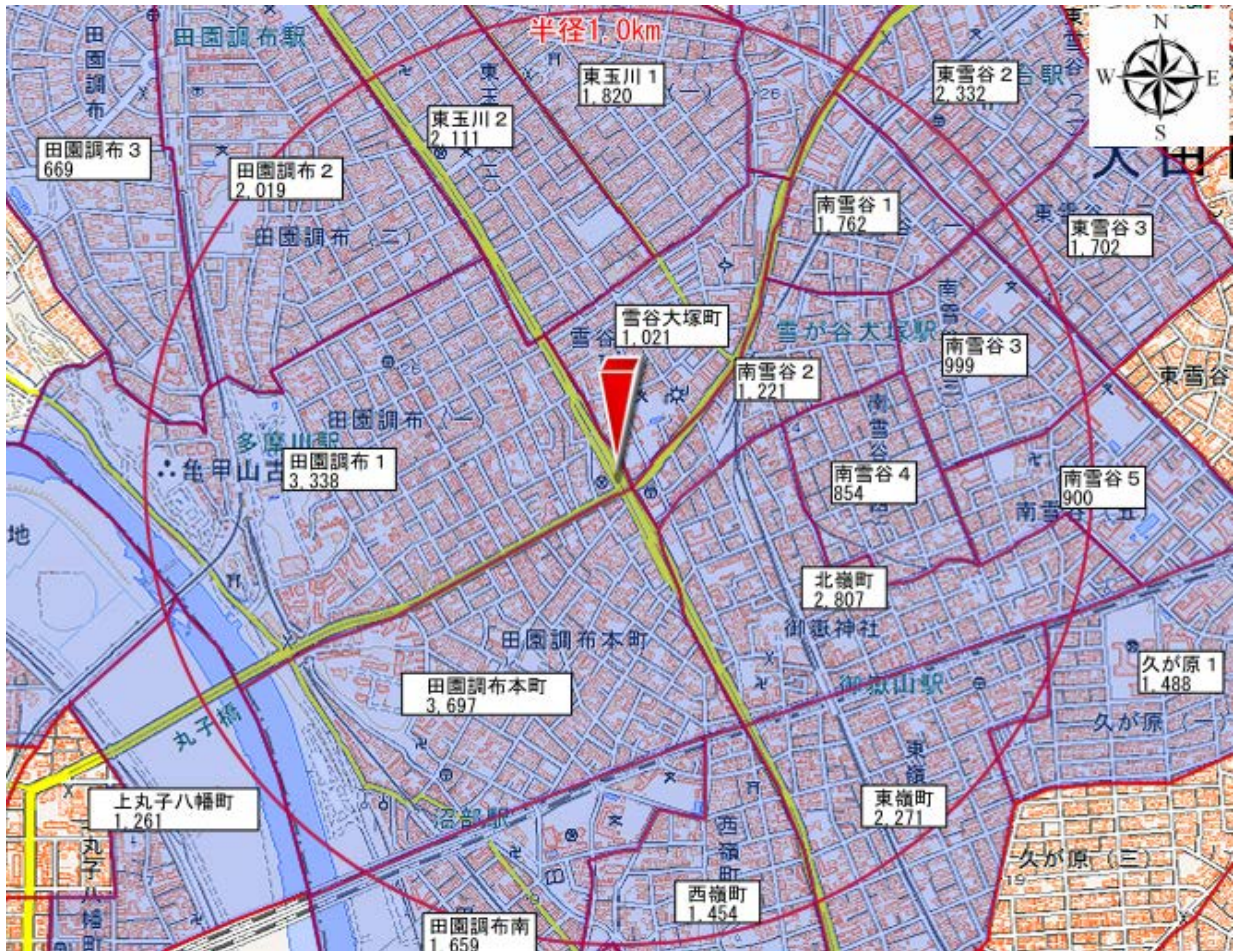 半径1.0km
N
W
E
S
田園調布駅
田園調布
東玉川1
1,820
東雪谷2
2,332
東玉川2
2,111
田園調布3
669
田園調布2
2,019
田園調布(二)
南雪谷1
1,762
東雪谷3
1,702
雪谷大塚町
1,021
雪が谷大塚駅
南雪谷3
999
南雪谷2
1,221
東雪谷
田園調布(一)
多摩川駅
田園調布1
3,338
南雪谷4
854
南雪谷5
900
地
北嶺町
2,807
御嶽神社
田園調布本町
田園調布本町
3,697
御嶽山駅
久が原1
1,488
久が原(一)
丸子橋
上丸子八幡町
1,261
沼部駅
東嶺町
2,271
西嶺町
西嶺町
1,454
久が原(三)
田園調布南
1,659